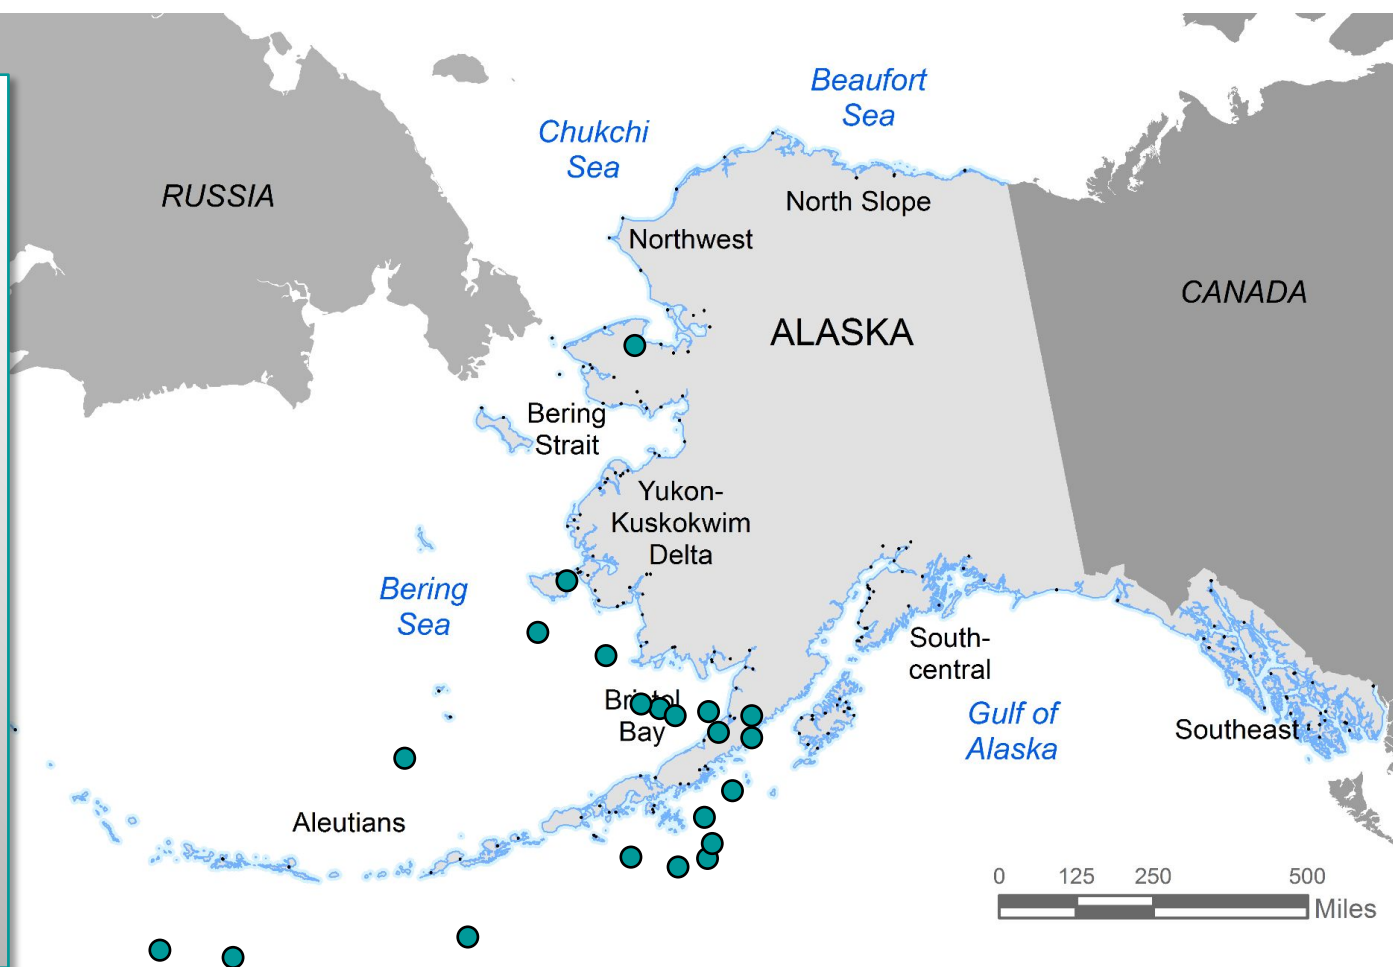 Beaufort
Sea
Chukchi
Sea
RUSSIA
North Slope
Northwest
CANADA
ALASKA
Bering
Strait
Yukon-
Kuskokwim
Delta
Bering
Sea
South-
central
Bristol
Bay
Gulf of
Alaska
Southeast
Aleutians
0 125 250 500
Miles